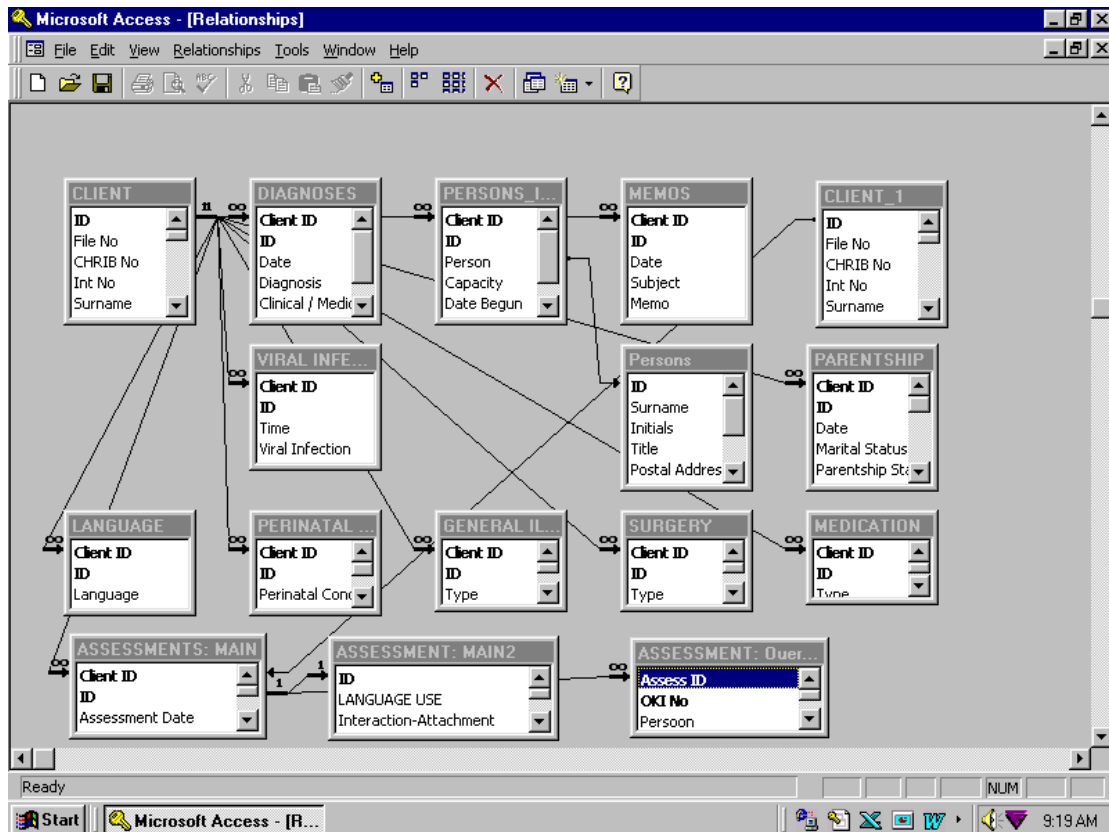 Microsoft Access - [Relationships]
File Edit View Relationships Tools Window Help
CLIENT
ID
File No
CHRIB No
Int No
Surname
DIAGNOSES
Client ID
ID
Date
Diagnosis
Clinical / Medic
PERSONS_I...
Client ID
ID
Person
Capacity
Date Begun
MEMOS
Client ID
ID
Date
Subject
Memo
CLIENT_1
ID
File No
CHRIB No
Int No
Surname
VIRAL INFE...
Client ID
ID
Time
Viral Infection
Persons
ID
Surname
Initials
Title
Postal Addres
PARENTSHIP
Client ID
ID
Date
Marital Status
Parentship Sta
LANGUAGE
Client ID
ID
Language
PERINATAL ...
Client ID
ID
Perinatal Conc
GENERAL IL...
Client ID
ID
Type
SURGERY
Client ID
ID
Type
MEDICATION
Client ID
ID
Type
ASSESSMENTS: MAIN
Client ID
ID
Assessment Date
ASSESSMENT: MAIN2
ID
LANGUAGE USE
Interaction-Attachment
ASSESSMENT: Ouer...
Assess ID
OKI No
Persoon
11 ∞ ∞ ∞
∞ ∞
∞ ∞ ∞ ∞ ∞
∞ 1 1 ∞
Ready
NUM
Start Microsoft Access - [R... 9:19 AM